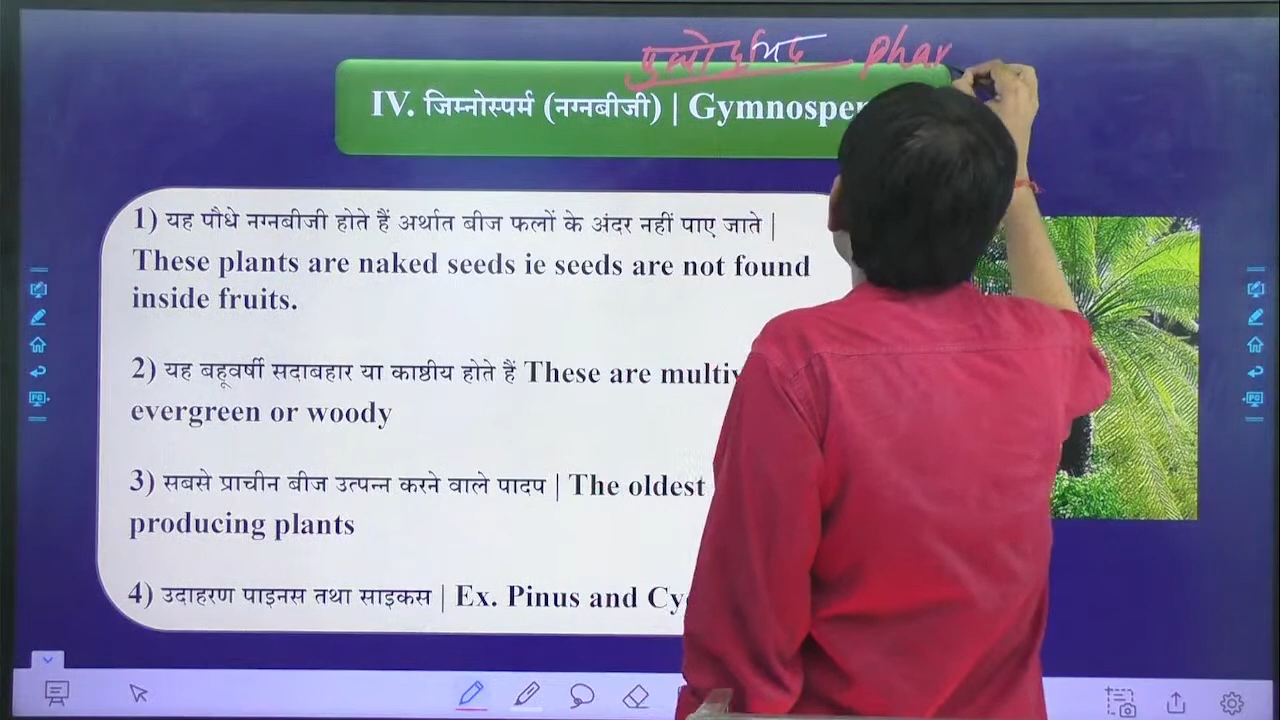 phar
IV. जिम्नोस्पर्म (नग्नबीजी) | Gymnospe
1) यह पौधे नग्नबीजी होते हैं अर्थात बीज फलों के अंदर नहीं पाए जाते |
These plants are naked seeds ie seeds are not found
inside fruits.
2) यह बहूवर्षी सदाबहार या काष्ठीय होते हैं These are multiv
evergreen or woody
3) सबसे प्राचीन बीज उत्पन्न करने वाले पादप | The oldest
producing plants
4) उदाहरण पाइनस तथा साइकस | Ex. Pinus and Cy